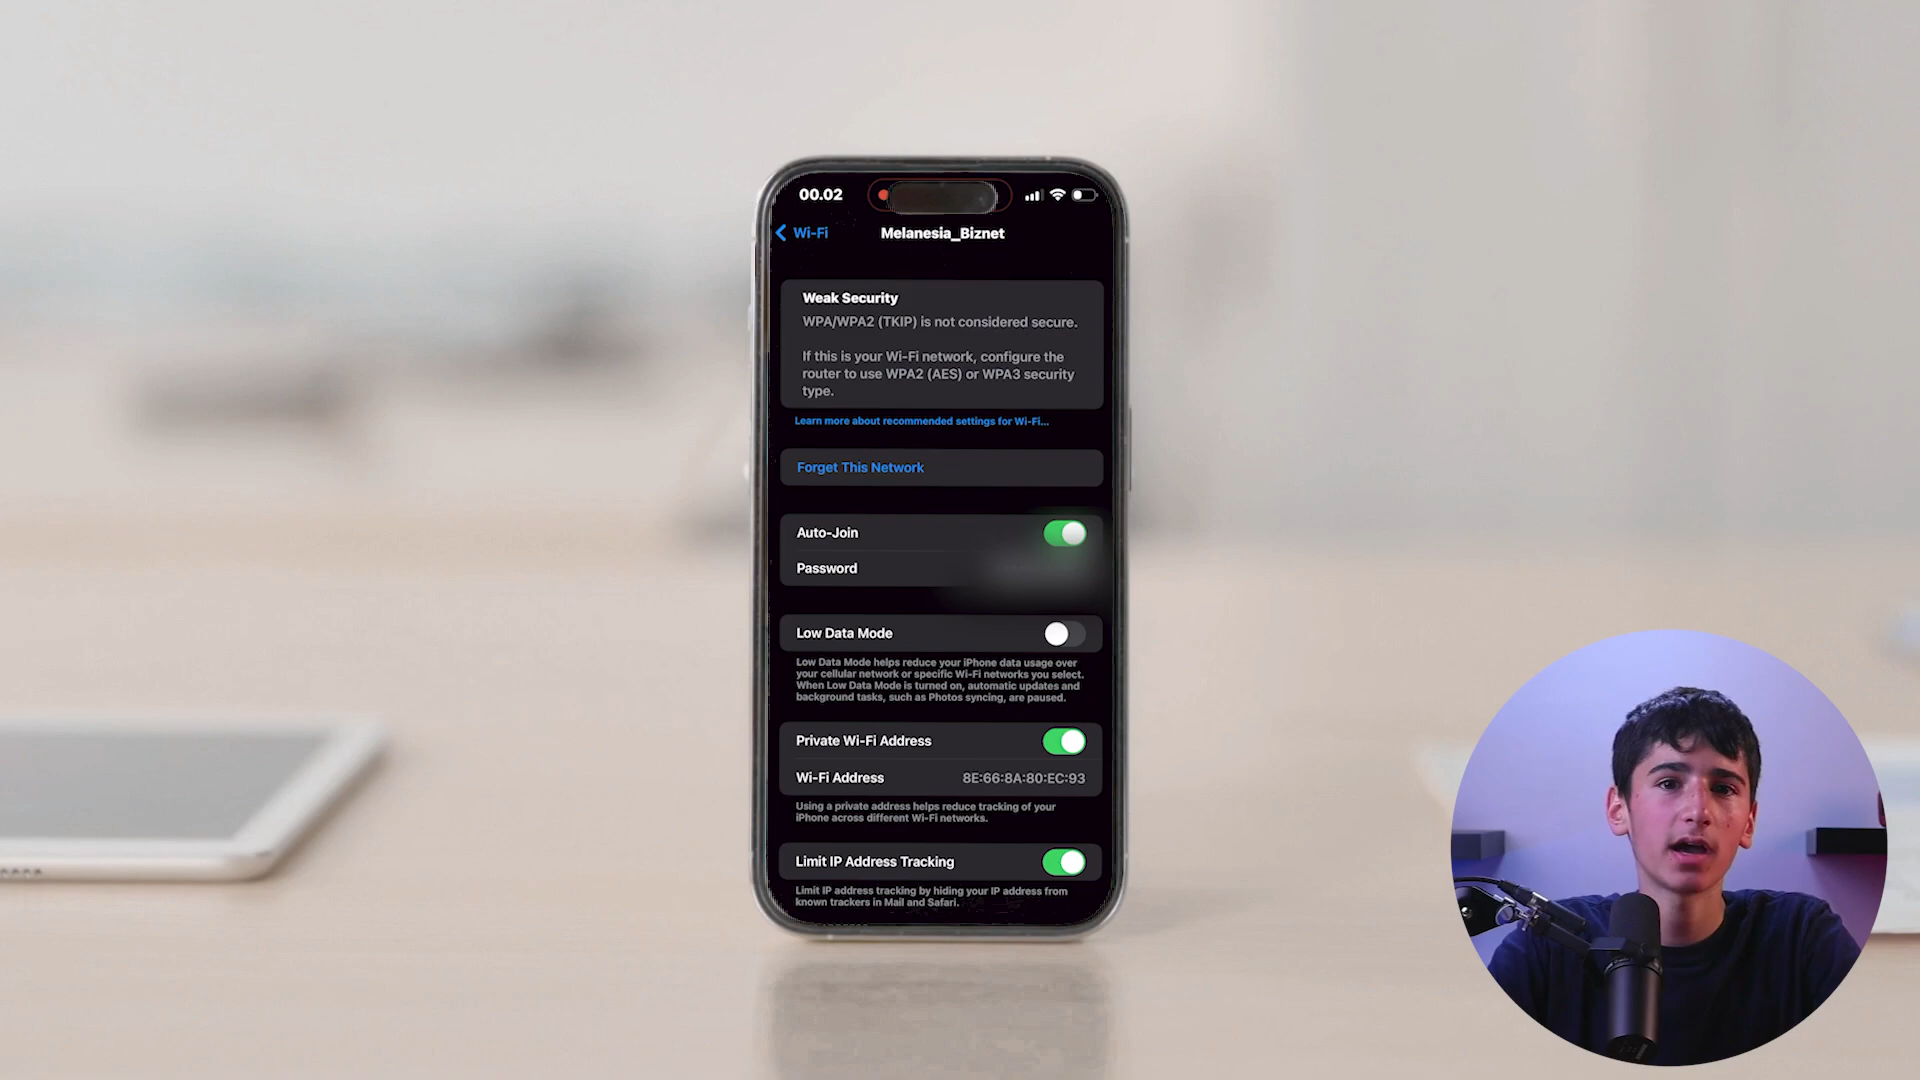 00.02
Wi-Fi
Melanesia_Biznet
Weak Security
WPA/WPA2 (TKIP) is not considered secure.
If this is your Wi-Fi network, configure the
router to use WPA2 (AES) or WPA3 security
type.
Learn more about recommended settings for Wi-Fi...
Forget This Network
Auto-Join
Password
Low Data Mode
Low Data Mode helps reduce your iPhone data usage over
your cellular network or specific Wi-Fi networks you select.
When Low Data Mode is turned on, automatic updates and
background tasks, such as Photos syncing, are paused.
Private Wi-Fi Address
Wi-Fi Address 8E:66:8A:80:EC:93
Using a private address helps reduce tracking of your
iPhone across different Wi-Fi networks.
Limit IP Address Tracking
Limit IP address tracking by hiding your IP address from
known trackers in Mail and Safari.